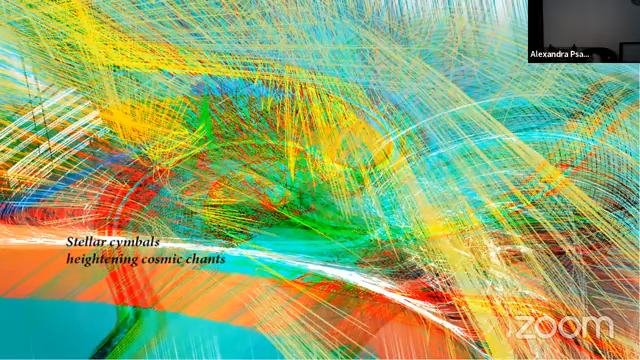 Alexandra Psa...
Stellar cymbals
heightening cosmic chants
zoom